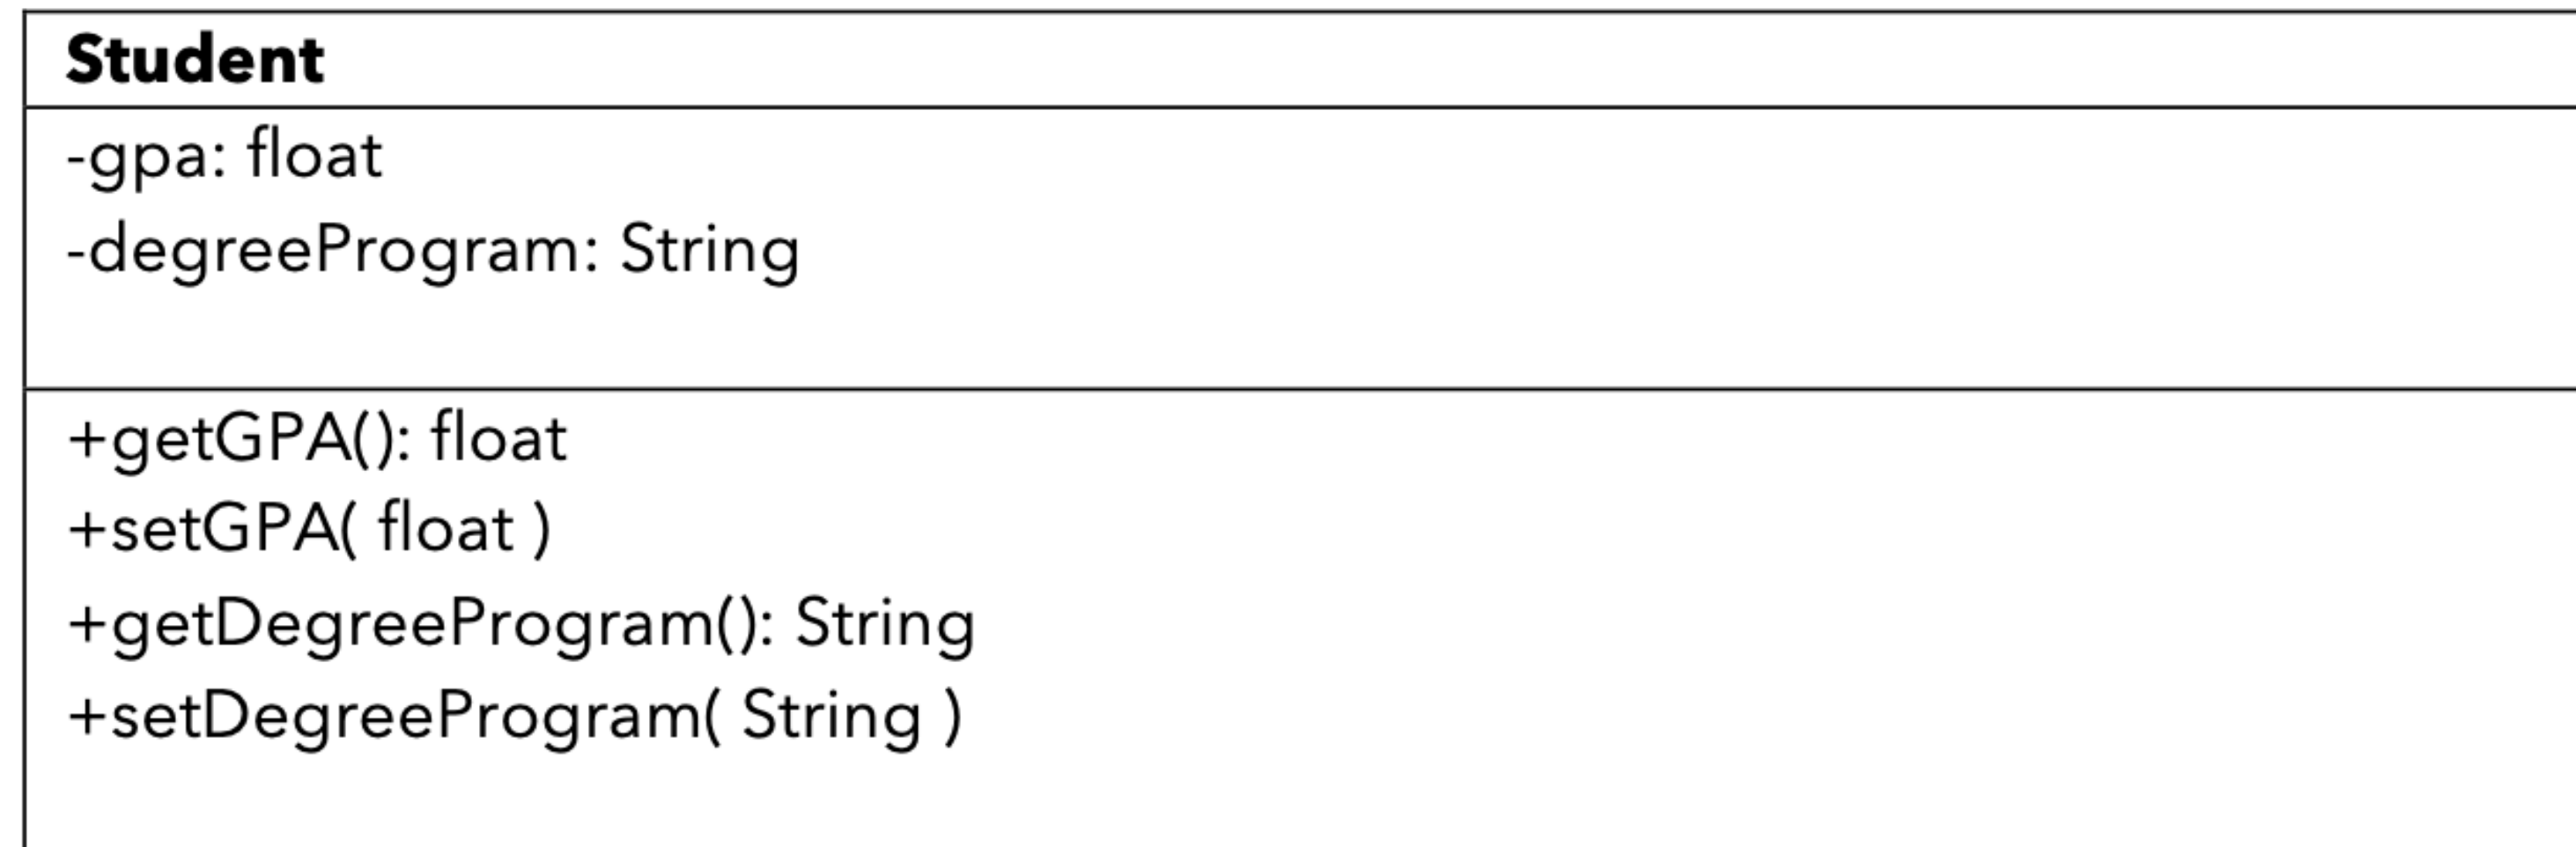 Student
-gpa: float
-degreeProgram: String
+getGPA(): float
+setGPA( float )
+getDegreeProgram(): String
+setDegreeProgram( String )